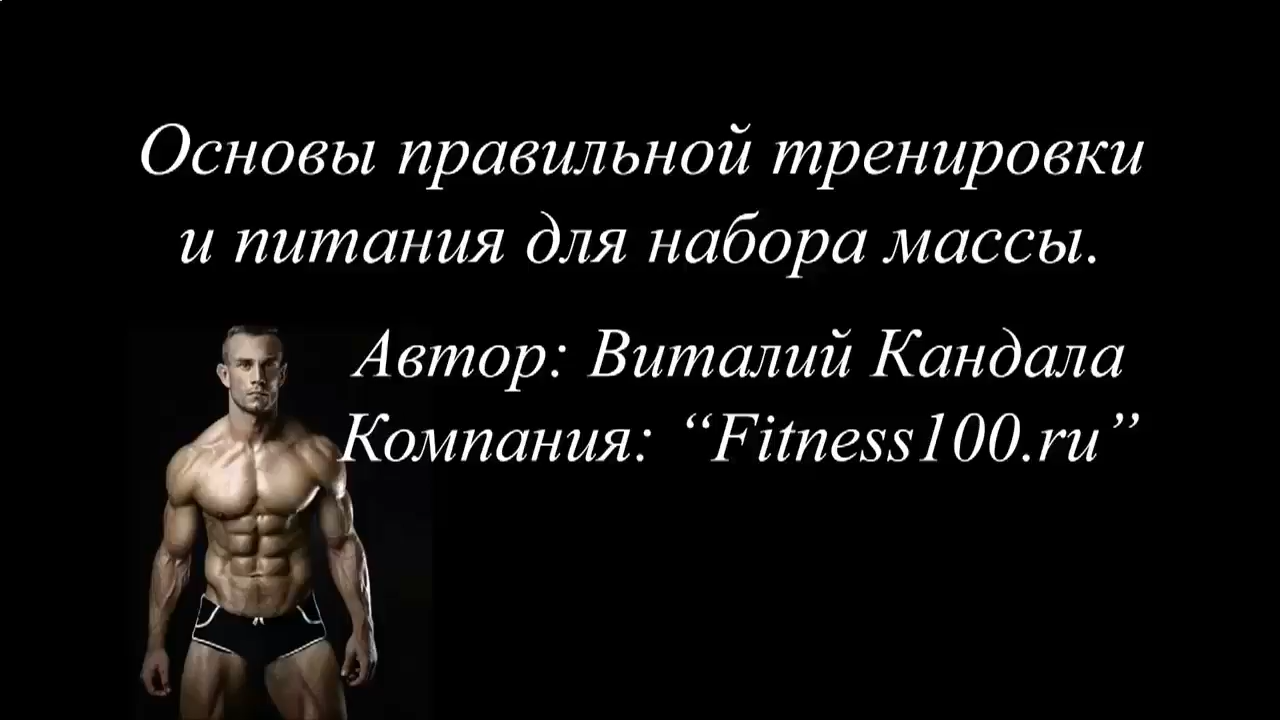 Основы правильной тренировки
и питания для набора массы.
Автор: Виталий Кандала
Компания: “Fitness100.ru”